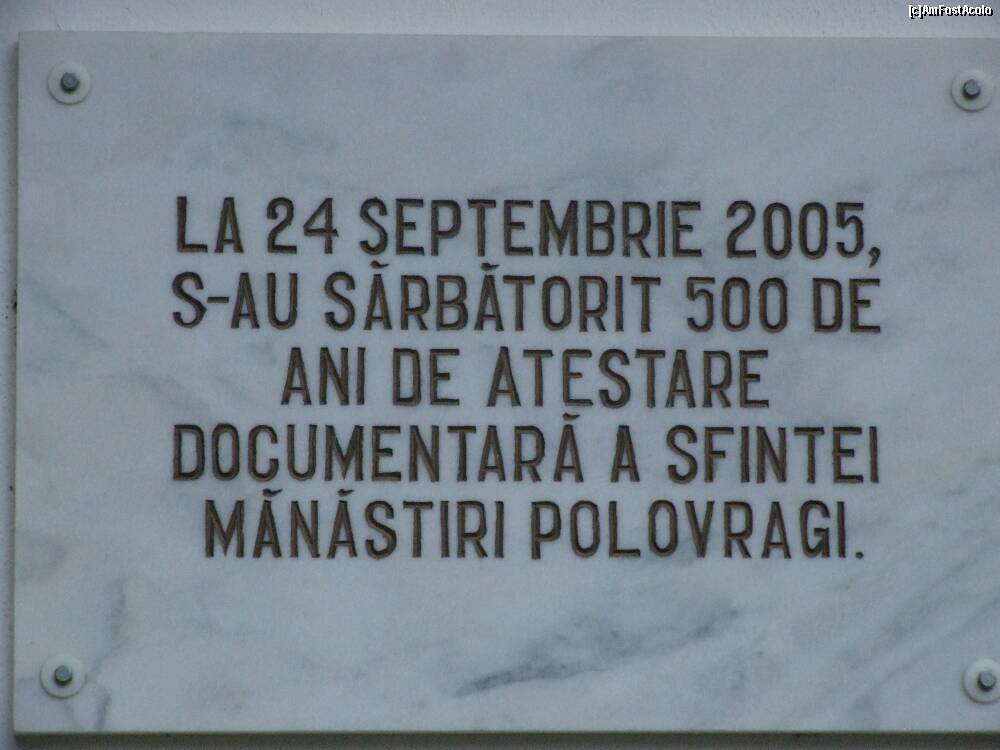 [c]AmFostAcolo
LA 24 SEPTEMBRIE 2005,
S-AU SĂRBĂTORIT 500 DE
ANI DE ATESTARE
DOCUMENTARĂ A SFINTEI
MĂNĂSTIRI POLOVRAGI.